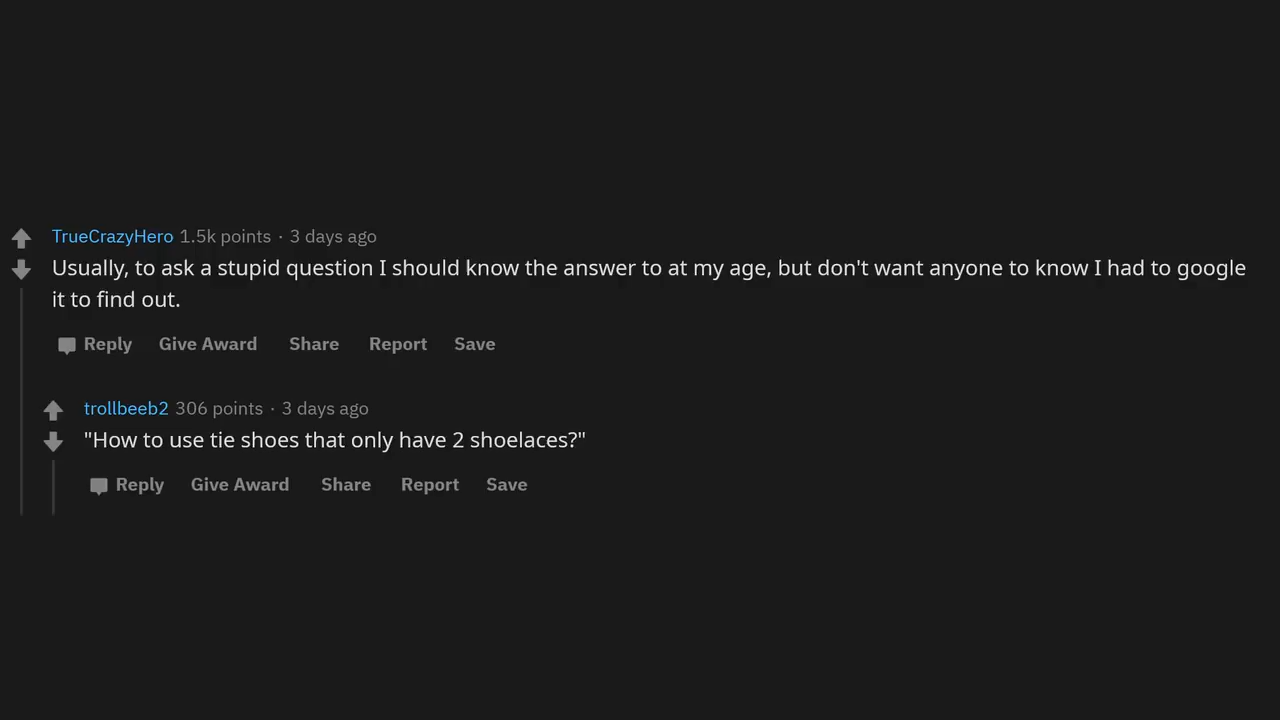 TrueCrazyHero 1.5k points · 3 days ago
Usually, to ask a stupid question I should know the answer to at my age, but don't want anyone to know I had to google
it to find out.
Reply Give Award Share Report Save
trollbeeb2 306 points · 3 days ago
"How to use tie shoes that only have 2 shoelaces?"
Reply Give Award Share Report Save